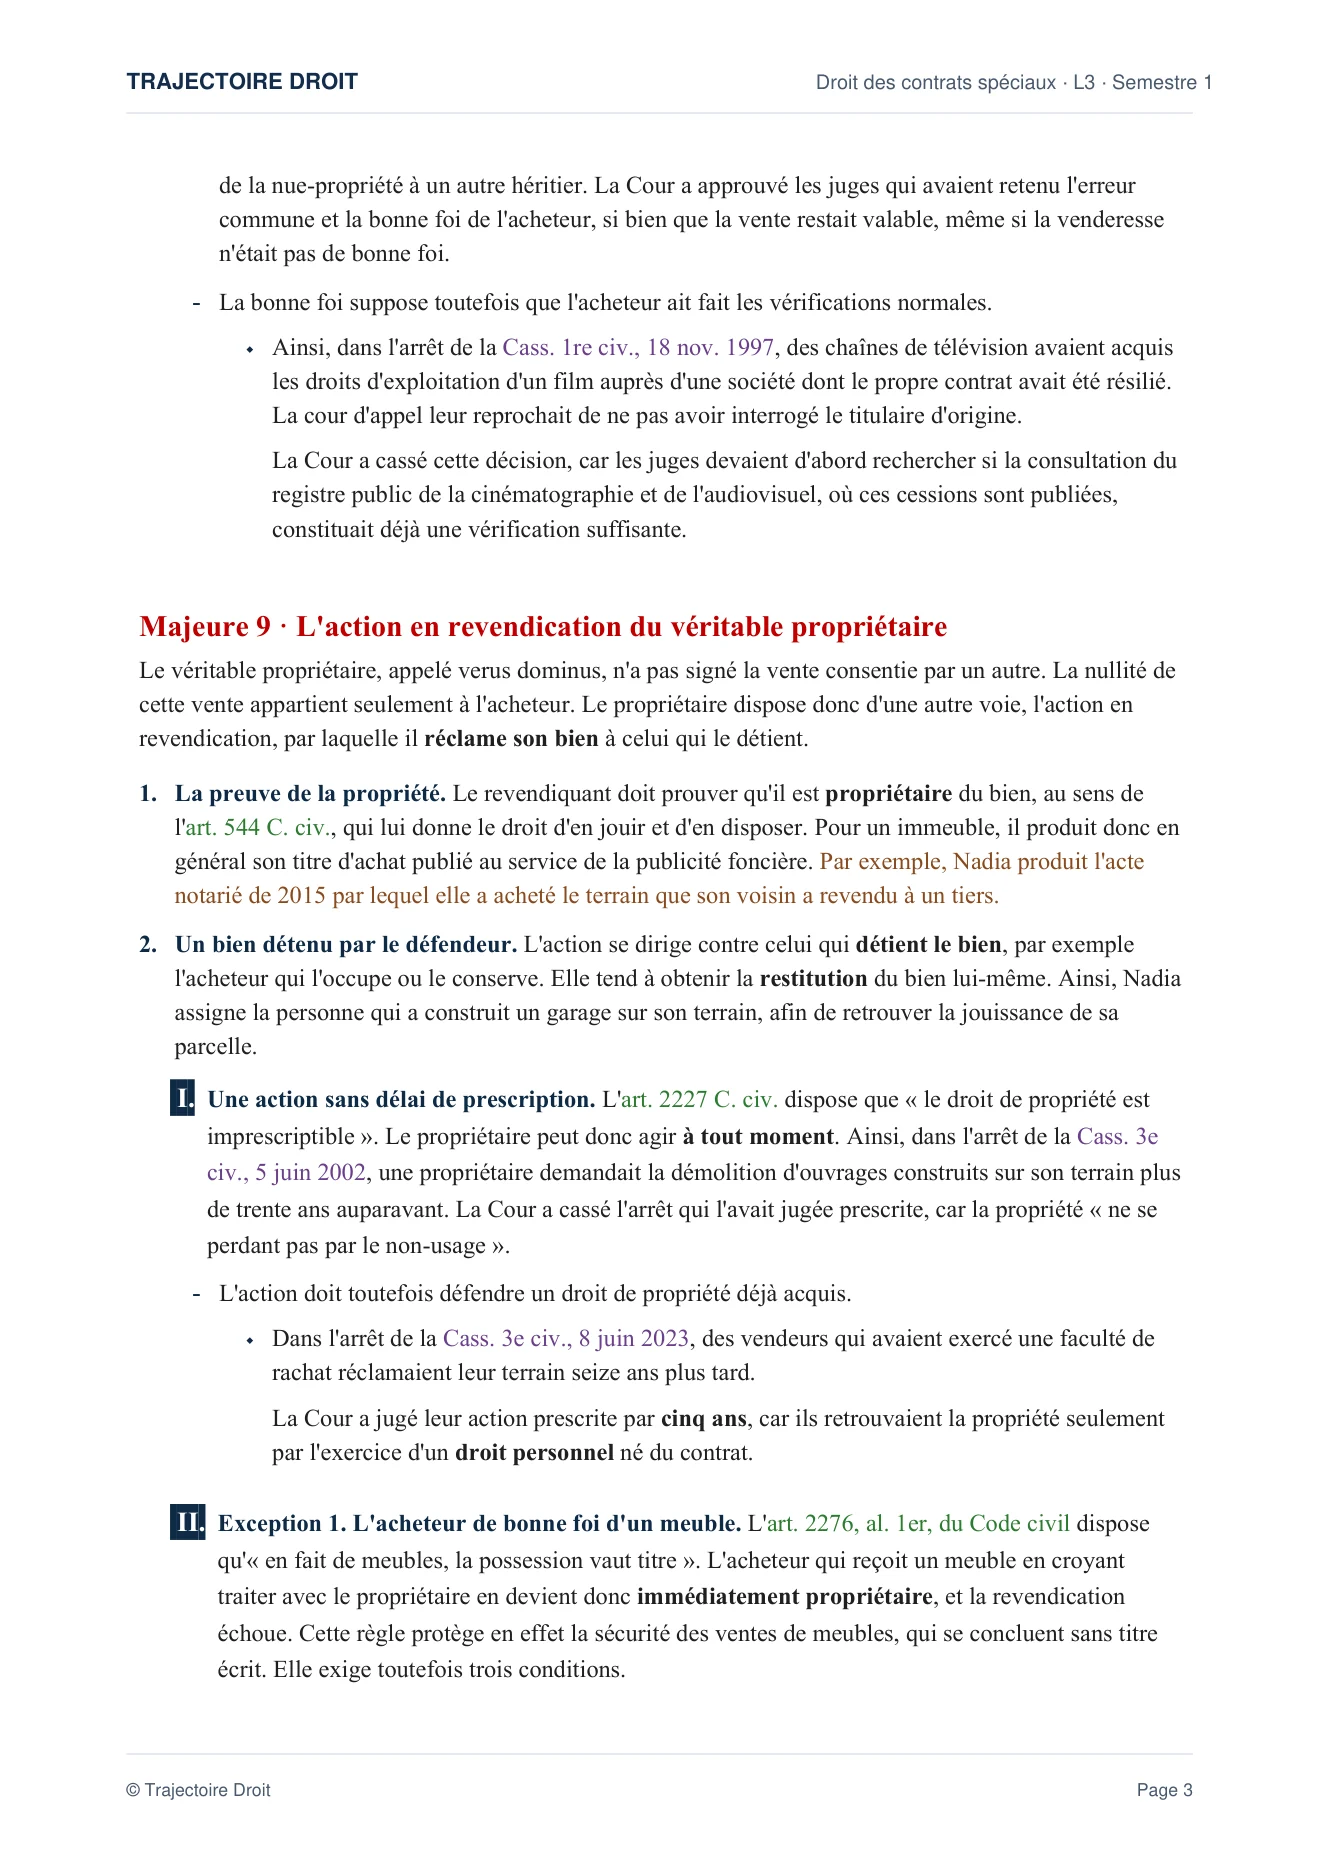 TRAJECTOIRE DROIT
Droit des contrats spéciaux · L3 · Semestre 1
de la nue-propriété à un autre héritier. La Cour a approuvé les juges qui avaient retenu l'erreur
commune et la bonne foi de l'acheteur, si bien que la vente restait valable, même si la venderesse
n'était pas de bonne foi.
- La bonne foi suppose toutefois que l'acheteur ait fait les vérifications normales.
⬩ Ainsi, dans l'arrêt de la Cass. 1re civ., 18 nov. 1997, des chaînes de télévision avaient acquis
les droits d'exploitation d'un film auprès d'une société dont le propre contrat avait été résilié.
La cour d'appel leur reprochait de ne pas avoir interrogé le titulaire d'origine.
La Cour a cassé cette décision, car les juges devaient d'abord rechercher si la consultation du
registre public de la cinématographie et de l'audiovisuel, où ces cessions sont publiées,
constituait déjà une vérification suffisante.
Majeure 9 · L'action en revendication du véritable propriétaire
Le véritable propriétaire, appelé verus dominus, n'a pas signé la vente consentie par un autre. La nullité de
cette vente appartient seulement à l'acheteur. Le propriétaire dispose donc d'une autre voie, l'action en
revendication, par laquelle il réclame son bien à celui qui le détient.
1. La preuve de la propriété. Le revendiquant doit prouver qu'il est propriétaire du bien, au sens de
l'art. 544 C. civ., qui lui donne le droit d'en jouir et d'en disposer. Pour un immeuble, il produit donc en
général son titre d'achat publié au service de la publicité foncière. Par exemple, Nadia produit l'acte
notarié de 2015 par lequel elle a acheté le terrain que son voisin a revendu à un tiers.
2. Un bien détenu par le défendeur. L'action se dirige contre celui qui détient le bien, par exemple
l'acheteur qui l'occupe ou le conserve. Elle tend à obtenir la restitution du bien lui-même. Ainsi, Nadia
assigne la personne qui a construit un garage sur son terrain, afin de retrouver la jouissance de sa
parcelle.
I. Une action sans délai de prescription. L'art. 2227 C. civ. dispose que « le droit de propriété est
imprescriptible ». Le propriétaire peut donc agir à tout moment. Ainsi, dans l'arrêt de la Cass. 3e
civ., 5 juin 2002, une propriétaire demandait la démolition d'ouvrages construits sur son terrain plus
de trente ans auparavant. La Cour a cassé l'arrêt qui l'avait jugée prescrite, car la propriété « ne se
perdant pas par le non-usage ».
- L'action doit toutefois défendre un droit de propriété déjà acquis.
⬩ Dans l'arrêt de la Cass. 3e civ., 8 juin 2023, des vendeurs qui avaient exercé une faculté de
rachat réclamaient leur terrain seize ans plus tard.
La Cour a jugé leur action prescrite par cinq ans, car ils retrouvaient la propriété seulement
par l'exercice d'un droit personnel né du contrat.
II. Exception 1. L'acheteur de bonne foi d'un meuble. L'art. 2276, al. 1er, du Code civil dispose
qu'« en fait de meubles, la possession vaut titre ». L'acheteur qui reçoit un meuble en croyant
traiter avec le propriétaire en devient donc immédiatement propriétaire, et la revendication
échoue. Cette règle protège en effet la sécurité des ventes de meubles, qui se concluent sans titre
écrit. Elle exige toutefois trois conditions.
© Trajectoire Droit
Page 3